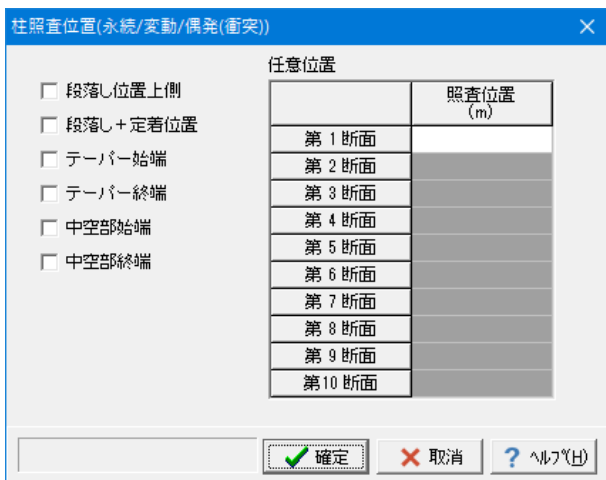 柱照査位置(永続/変動/偶発(衝突))
段落し位置上側
段落し+定着位置
テーパー始端
テーパー終端
中空部始端
中空部終端
任意位置
照査位置
(m)
第 1 断面
第 2 断面
第 3 断面
第 4 断面
第 5 断面
第 6 断面
第 7 断面
第 8 断面
第 9 断面
第10 断面
確定
取消
? ヘルプ(H)